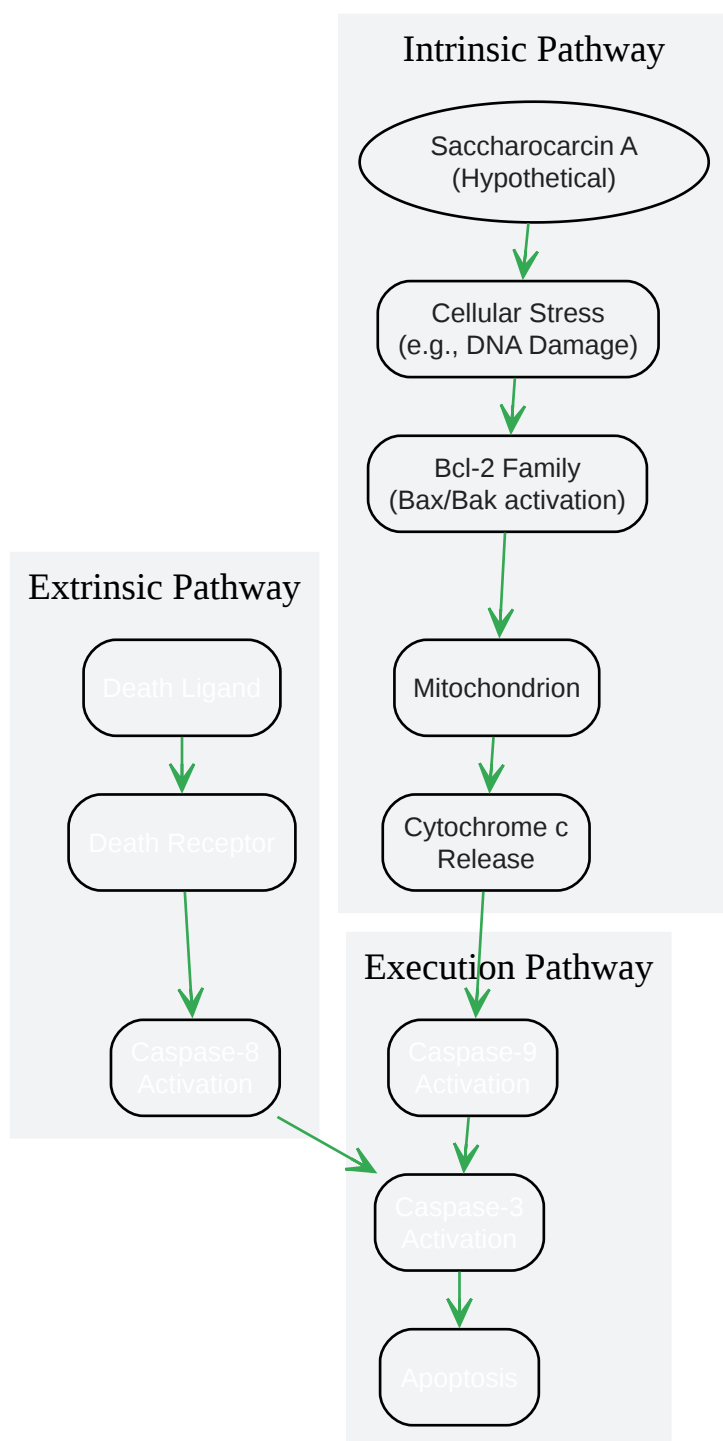 Intrinsic Pathway
Saccharocarcin A
(Hypothetical)
Cellular Stress
(e.g., DNA Damage)
Bcl-2 Family
(Bax/Bak activation)
Mitochondrion
Cytochrome c
Release
Extrinsic Pathway
Death Ligand
Death Receptor
Caspase-8
Activation
Execution Pathway
Caspase-9
Activation
Caspase-3
Activation
Apoptosis